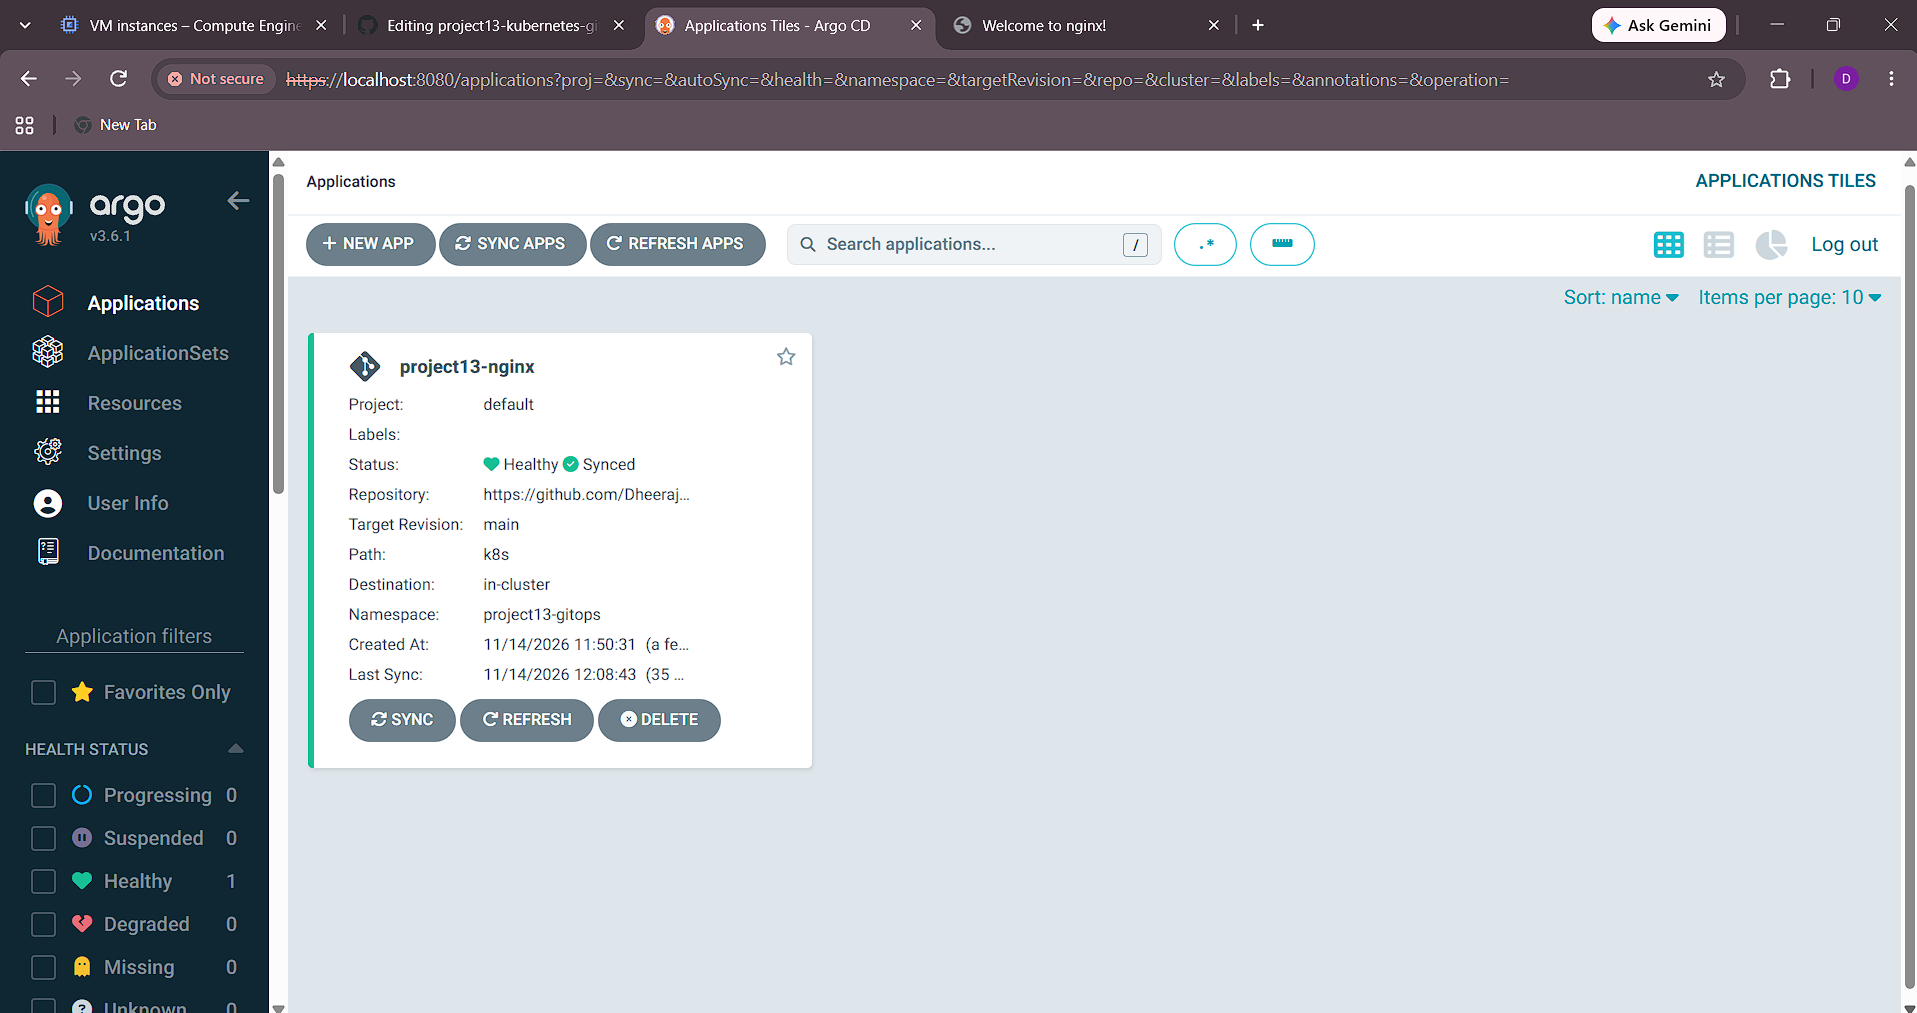 VM instances – Compute Engine
Editing project13-kubernetes-gi
Applications Tiles - Argo CD
Welcome to nginx!
Ask Gemini
Not secure
https://localhost:8080/applications?proj=&sync=&autoSync=&health=&namespace=&targetRevision=&repo=&cluster=&labels=&annotations=&operation=
D
New Tab
argo
v3.6.1
Applications
ApplicationSets
Resources
Settings
User Info
Documentation
Application filters
Favorites Only
HEALTH STATUS
Progressing 0
Suspended 0
Healthy 1
Degraded 0
Missing 0
Unknown 0
Applications
APPLICATIONS TILES
+ NEW APP
SYNC APPS
REFRESH APPS
Search applications...
/
.*
Log out
Sort: name
Items per page: 10
project13-nginx
Project: default
Labels:
Status: Healthy Synced
Repository: https://github.com/Dheeraj...
Target Revision: main
Path: k8s
Destination: in-cluster
Namespace: project13-gitops
Created At: 11/14/2026 11:50:31 (a fe...
Last Sync: 11/14/2026 12:08:43 (35 ...
SYNC
REFRESH
DELETE